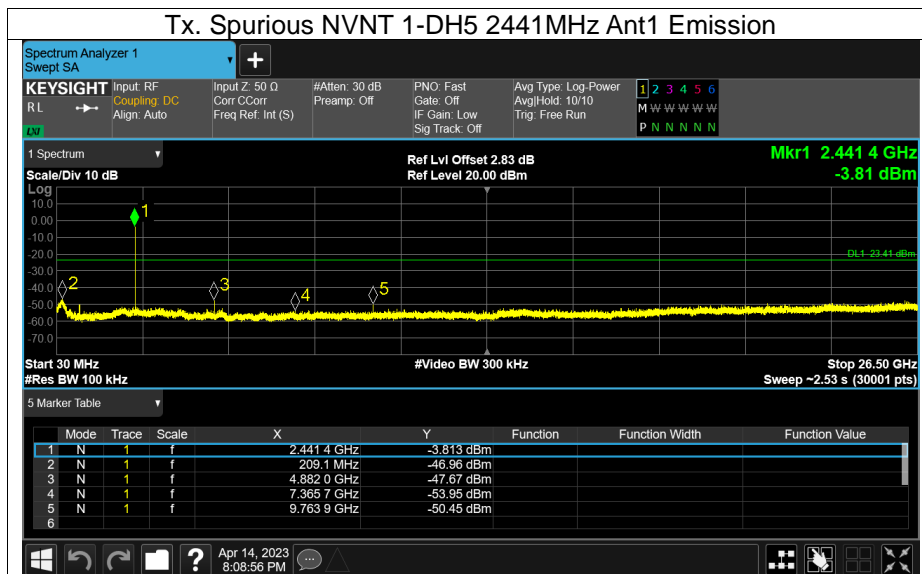 Tx. Spurious NVNT 1-DH5 2441MHz Ant1 Emission
Spectrum Analyzer 1
Swept SA
+
KEYSIGHT
R L
LXI
Input: RF
Coupling: DC
Align: Auto
Input Z: 50 Ω
Corr CCorr
Freq Ref: Int (S)
#Atten: 30 dB
Preamp: Off
PNO: Fast
Gate: Off
IF Gain: Low
Sig Track: Off
Avg Type: Log-Power
Avg|Hold: 10/10
Trig: Free Run
1 2 3 4 5 6
M W W W W W
P N N N N N
1 Spectrum
Scale/Div 10 dB
Ref Lvl Offset 2.83 dB
Ref Level 20.00 dBm
Mkr1 2.441 4 GHz
-3.81 dBm
Log
10.0
0.00
-10.0
-20.0
-30.0
-40.0
-50.0
-60.0
-70.0
1
2
3
4
5
DL1 -23.41 dBm
Start 30 MHz
#Res BW 100 kHz
#Video BW 300 kHz
Stop 26.50 GHz
Sweep ~2.53 s (30001 pts)
5 Marker Table
Mode Trace Scale X Y Function Function Width Function Value
1 N 1 f 2.441 4 GHz -3.813 dBm
2 N 1 f 209.1 MHz -46.96 dBm
3 N 1 f 4.882 0 GHz -47.67 dBm
4 N 1 f 7.365 7 GHz -53.95 dBm
5 N 1 f 9.763 9 GHz -50.45 dBm
6
?
Apr 14, 2023
8:08:56 PM